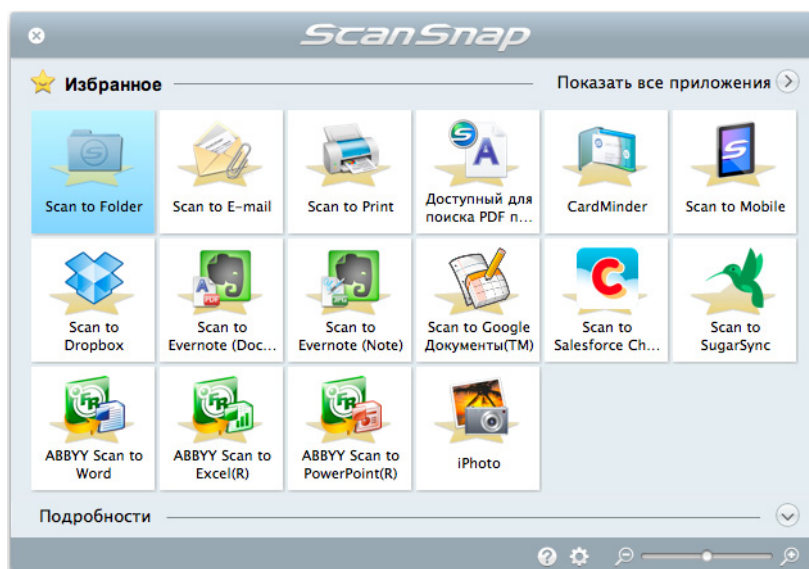 ScanSnap
Избранное
Показать все приложения
Scan to Folder
Scan to E-mail
Scan to Print
Доступный для
поиска PDF п...
CardMinder
Scan to Mobile
Scan to
Dropbox
Scan to
Evernote (Doc...
Scan to
Evernote (Note)
Scan to Google
Документы(TM)
Scan to
Salesforce Ch...
Scan to
SugarSync
ABBYY Scan to
Word
ABBYY Scan to
Excel(R)
ABBYY Scan to
PowerPoint(R)
iPhoto
Подробности